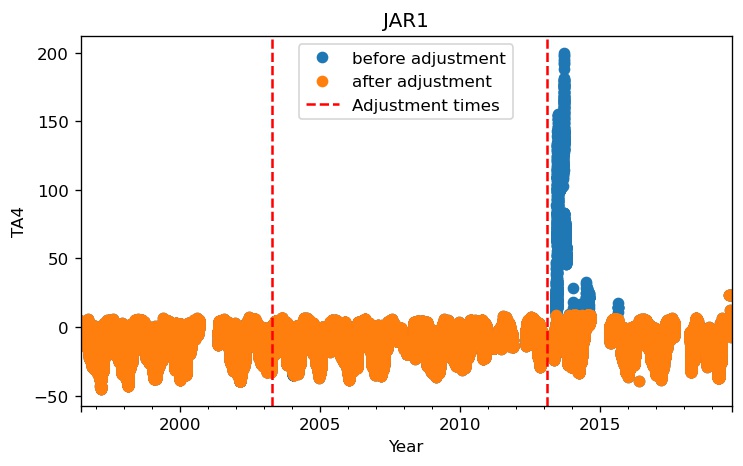 JAR1
before adjustment
after adjustment
Adjustment times
TA4
200
150
100
50
0
−50
2000
2005
2010
2015
Year